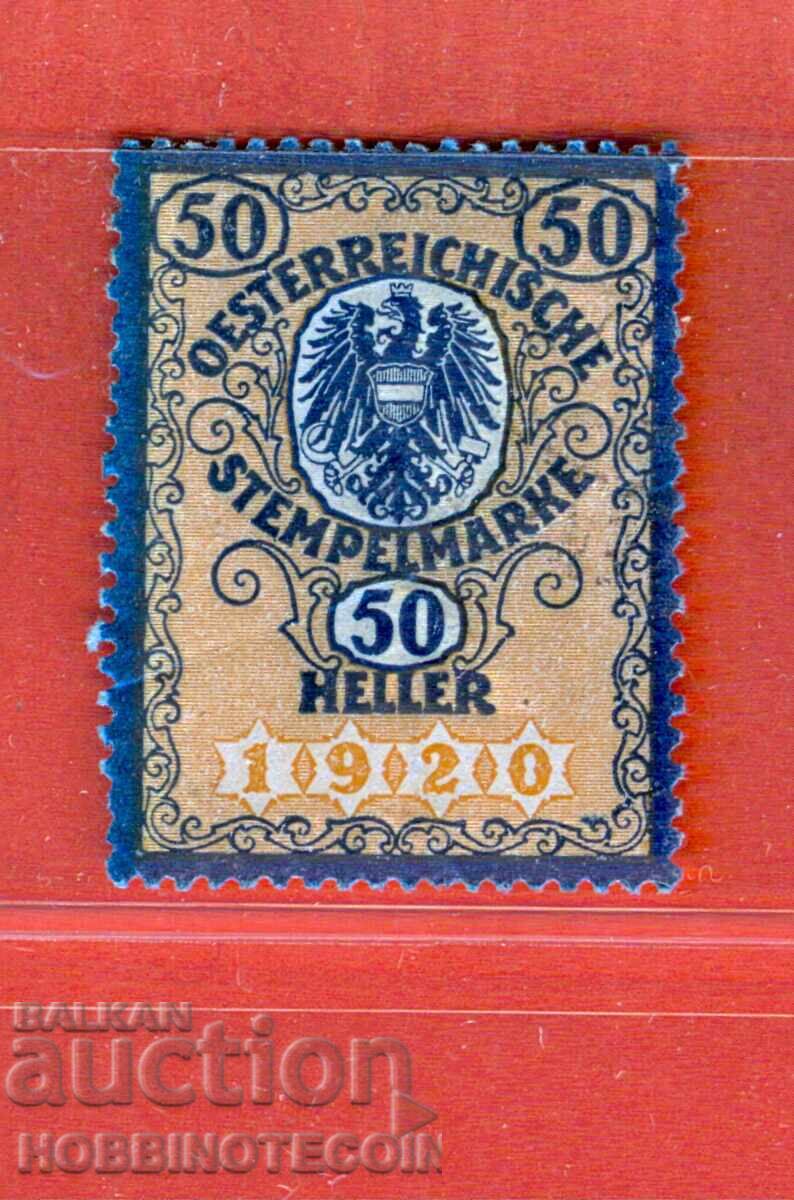 50 50
OESTERREICHISCHE
STEMPELMARKE
50
HELLER
1920
BALKAN
auction
HOBBINOTECOIN